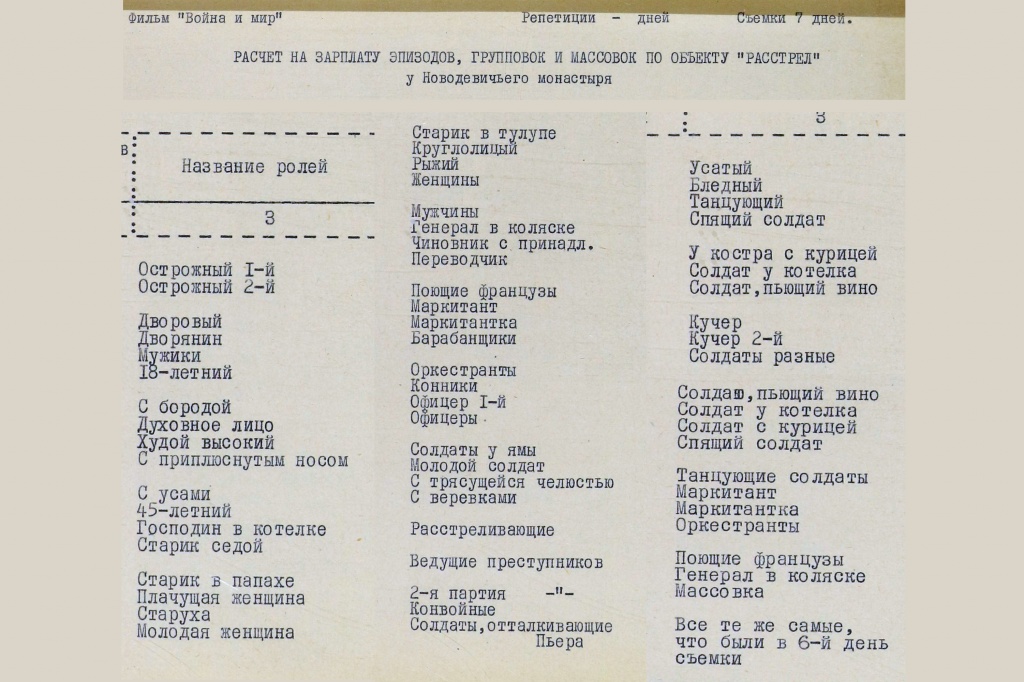 Фильм "Война и мир" Репетиции - дней Съемки 7 дней.
РАСЧЕТ НА ЗАРПЛАТУ ЭПИЗОДОВ, ГРУППОВОК И МАССОВОК ПО ОБЪЕКТУ "РАССТРЕЛ"
у Новодевичьего монастыря
в
Название ролей
3
Острожный I-й
Острожный 2-й
Дворовый
Дворянин
Мужики
I8-летний
С бородой
Духовное лицо
Худой высокий
С приплюснутым носом
С усами
45-летний
Господин в котелке
Старик седой
Старик в папахе
Плачущая женщина
Старуха
Молодая женщина
Старик в тулупе
Круглолицый
Рыжий
Женщины
Мужчины
Генерал в коляске
Чиновник с принадл.
Переводчик
Поющие французы
Маркитант
Маркитантка
Барабанщики
Оркестранты
Конники
Офицер I-й
Офицеры
Солдаты у ямы
Молодой солдат
С трясущейся челюстью
С веревками
Расстреливающие
Ведущие преступников
2-я партия -"-
Конвойные
Солдаты,отталкивающие
Пьера
3
Усатый
Бледный
Танцующий
Спящий солдат
У костра с курицей
Солдат у котелка
Солдат,пьющий вино
Кучер
Кучер 2-й
Солдаты разные
Солдаю,пьющий вино
Солдат у котелка
Солдат с курицей
Спящий солдат
Танцующие солдаты
Маркитант
Маркитантка
Оркестранты
Поющие французы
Генерал в коляске
Массовка
Все те же самые,
что были в 6-й день
съемки